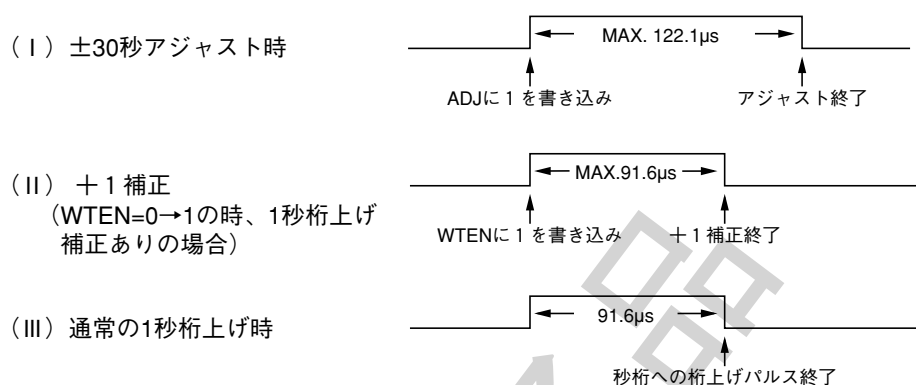 （Ⅰ）±30秒アジャスト時
MAX. 122.1μs
ADJに１を書き込み
アジャスト終了
（Ⅱ）＋１補正
（WTEN=0→1の時、1秒桁上げ
補正ありの場合）
MAX.91.6μs
WTENに１を書き込み
＋１補正終了
（Ⅲ）通常の1秒桁上げ時
91.6μs
秒桁への桁上げパルス終了